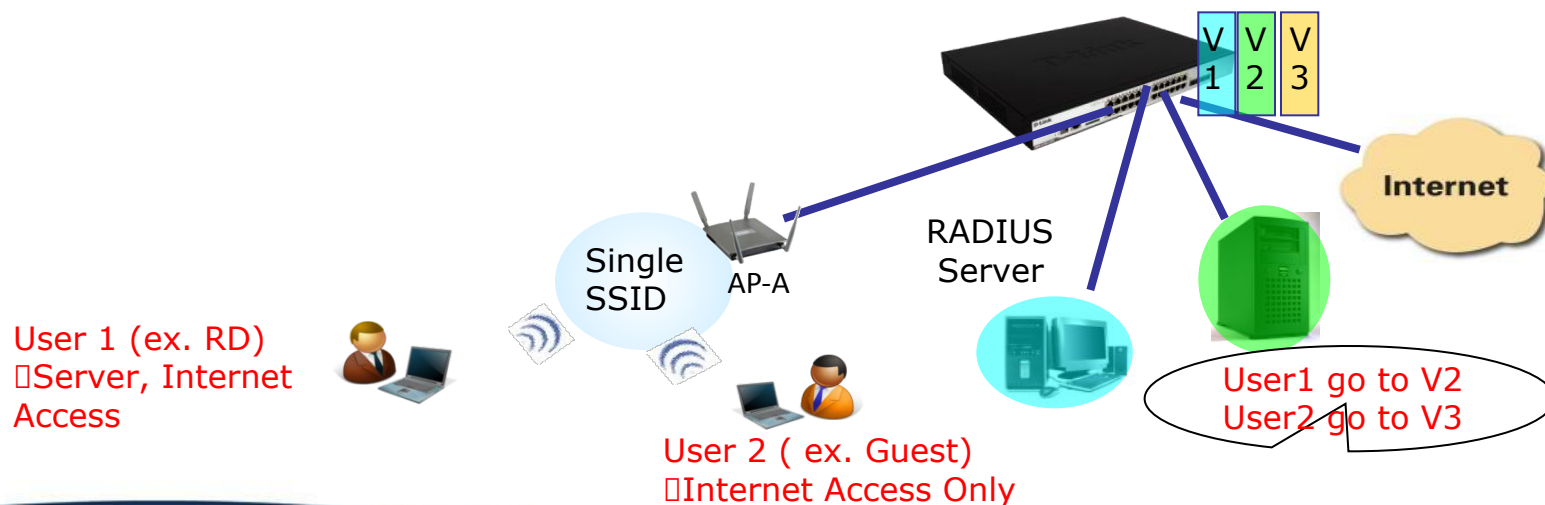 V V V
1 2 3
Internet
RADIUS
Server
Single
SSID
AP-A
User 1 (ex. RD)
▯Server, Internet
Access
User1 go to V2
User2 go to V3
User 2 ( ex. Guest)
▯Internet Access Only